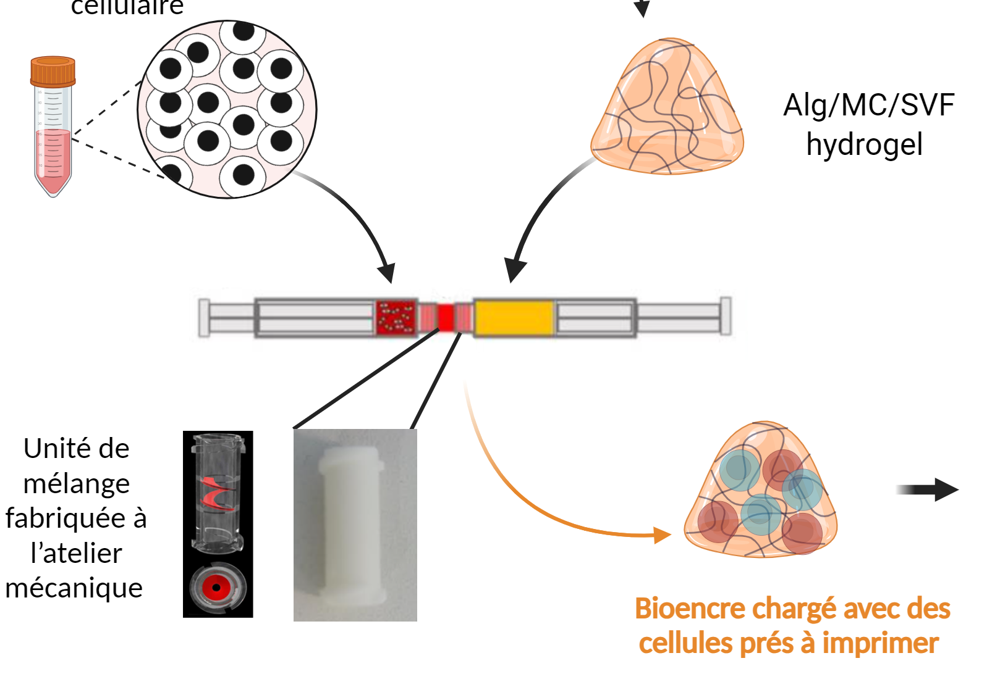 cellulaire
Alg/MC/SVF
hydrogel
Unité de
mélange
fabriquée à
l'atelier
mécanique
Bioencre chargé avec des
cellules prés à imprimer